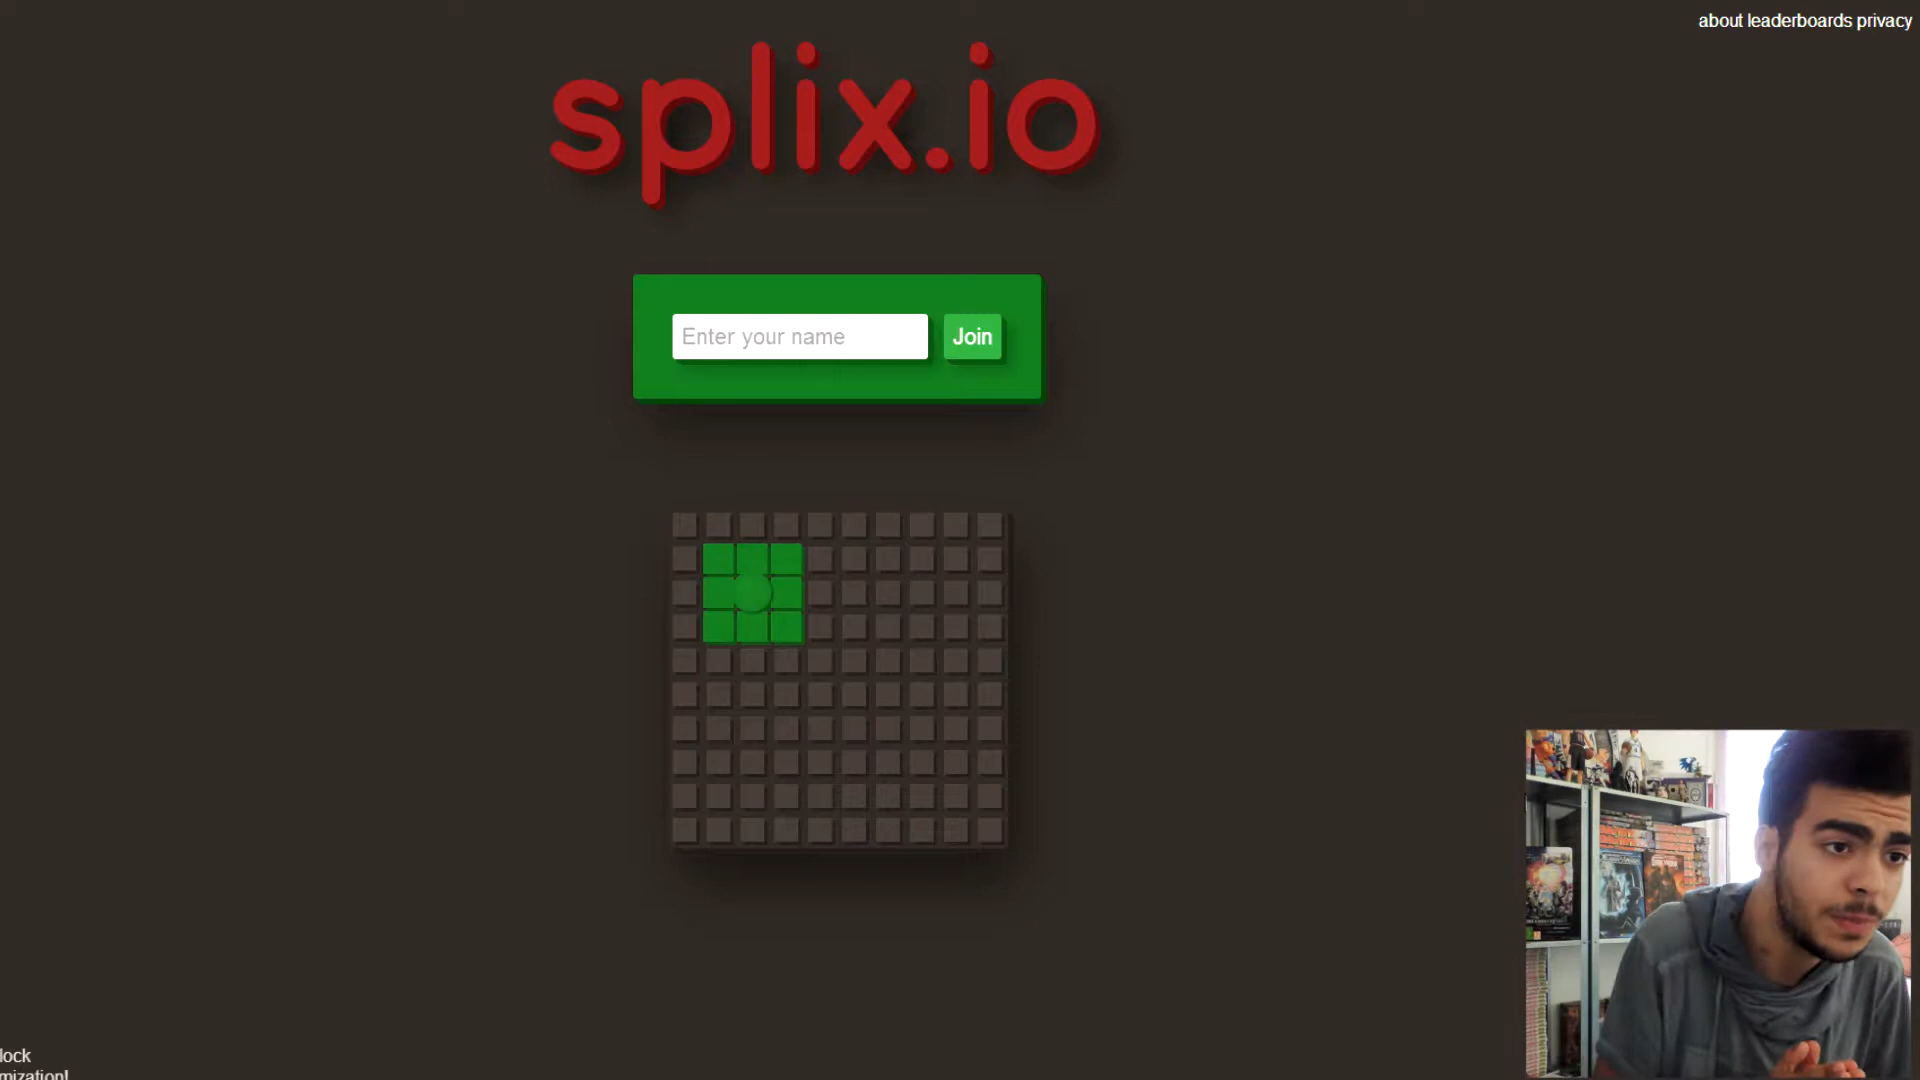 about leaderboards privacy
splix.io
Enter your name
Join
lock
mization!